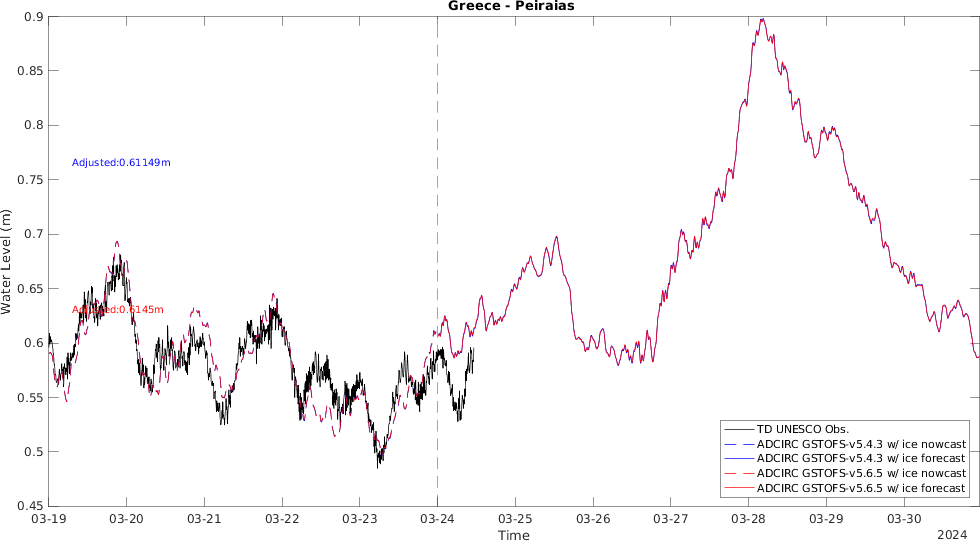 Greece - Peiraias
0.9
0.85
0.8
0.75
0.7
0.65
0.6
0.55
0.5
0.45
Water Level (m)
Adjusted:0.61149m
Adjusted:0.6145m
TD UNESCO Obs.
ADCIRC GSTOFS-v5.4.3 w/ ice nowcast
ADCIRC GSTOFS-v5.4.3 w/ ice forecast
ADCIRC GSTOFS-v5.6.5 w/ ice nowcast
ADCIRC GSTOFS-v5.6.5 w/ ice forecast
03-19 03-20 03-21 03-22 03-23 03-24 03-25 03-26 03-27 03-28 03-29 03-30
Time
2024